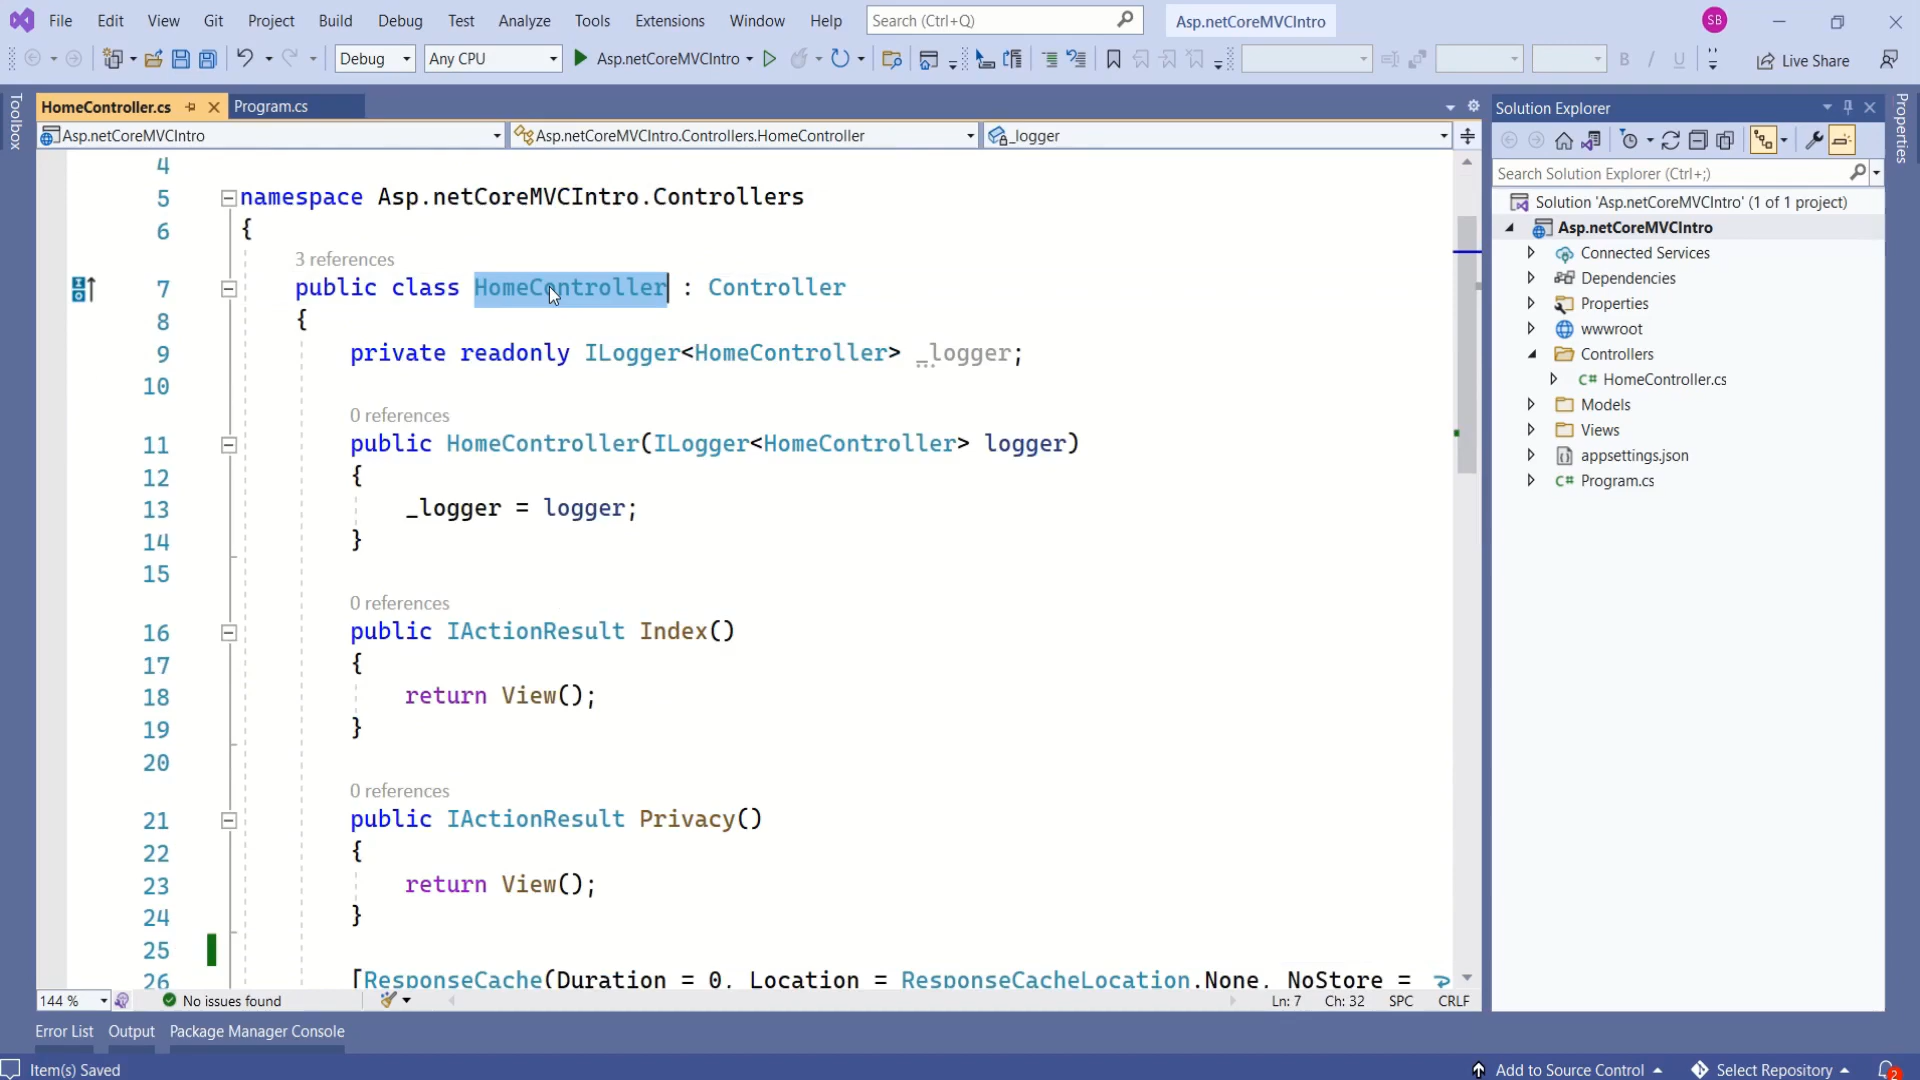 File Edit View Git Project Build Debug Test Analyze Tools Extensions Window Help Search (Ctrl+Q) Asp.netCoreMVCIntro SB
Debug Any CPU Asp.netCoreMVCIntro B I U Live Share
Toolbox
HomeController.cs Program.cs
Asp.netCoreMVCIntro Asp.netCoreMVCIntro.Controllers.HomeController _logger
4
5 namespace Asp.netCoreMVCIntro.Controllers
6 {
3 references
7 public class HomeController : Controller
8 {
9 private readonly ILogger<HomeController> _logger;
10
0 references
11 public HomeController(ILogger<HomeController> logger)
12 {
13 _logger = logger;
14 }
15
0 references
16 public IActionResult Index()
17 {
18 return View();
19 }
20
0 references
21 public IActionResult Privacy()
22 {
23 return View();
24 }
25
26 [ResponseCache(Duration = 0, Location = ResponseCacheLocation.None, NoStore =
144 % No issues found Ln: 7 Ch: 32 SPC CRLF
Error List Output Package Manager Console
Item(s) Saved Add to Source Control Select Repository 2
Solution Explorer
Search Solution Explorer (Ctrl+;)
Solution 'Asp.netCoreMVCIntro' (1 of 1 project)
Asp.netCoreMVCIntro
Connected Services
Dependencies
Properties
wwwroot
Controllers
C# HomeController.cs
Models
Views
appsettings.json
C# Program.cs
Properties